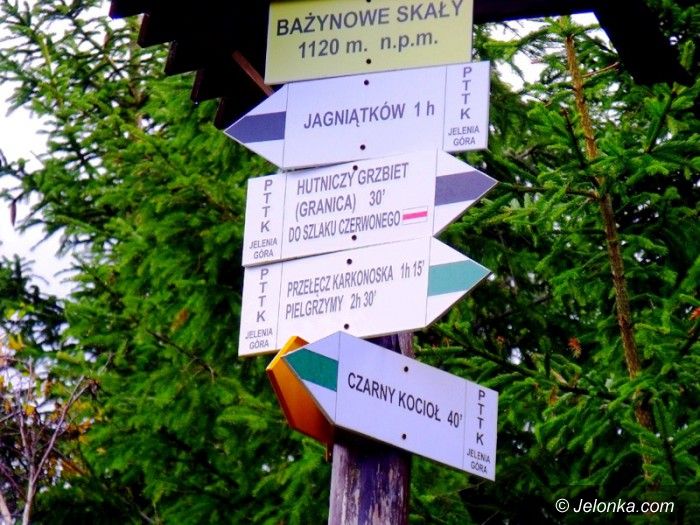 BAŻYNOWE SKAŁY
1120 m. n.p.m.
JAGNIĄTKÓW 1 h
PTTK
JELENIA
GÓRA
PTTK
JELENIA
GÓRA
HUTNICZY GRZBIET
(GRANICA) 30'
DO SZLAKU CZERWONEGO
PTTK
JELENIA
GÓRA
PRZEŁĘCZ KARKONOSKA 1h 15'
PIELGRZYMY 2h 30'
CZARNY KOCIOŁ 40'
PTTK
JELENIA
GÓRA
© Jelonka.com